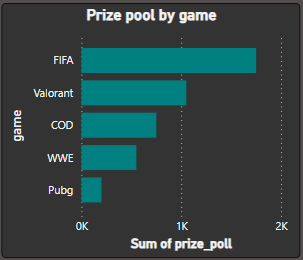 Prize pool by game
FIFA
Valorant
COD
WWE
Pubg
game
0K 1K 2K
Sum of prize_poll